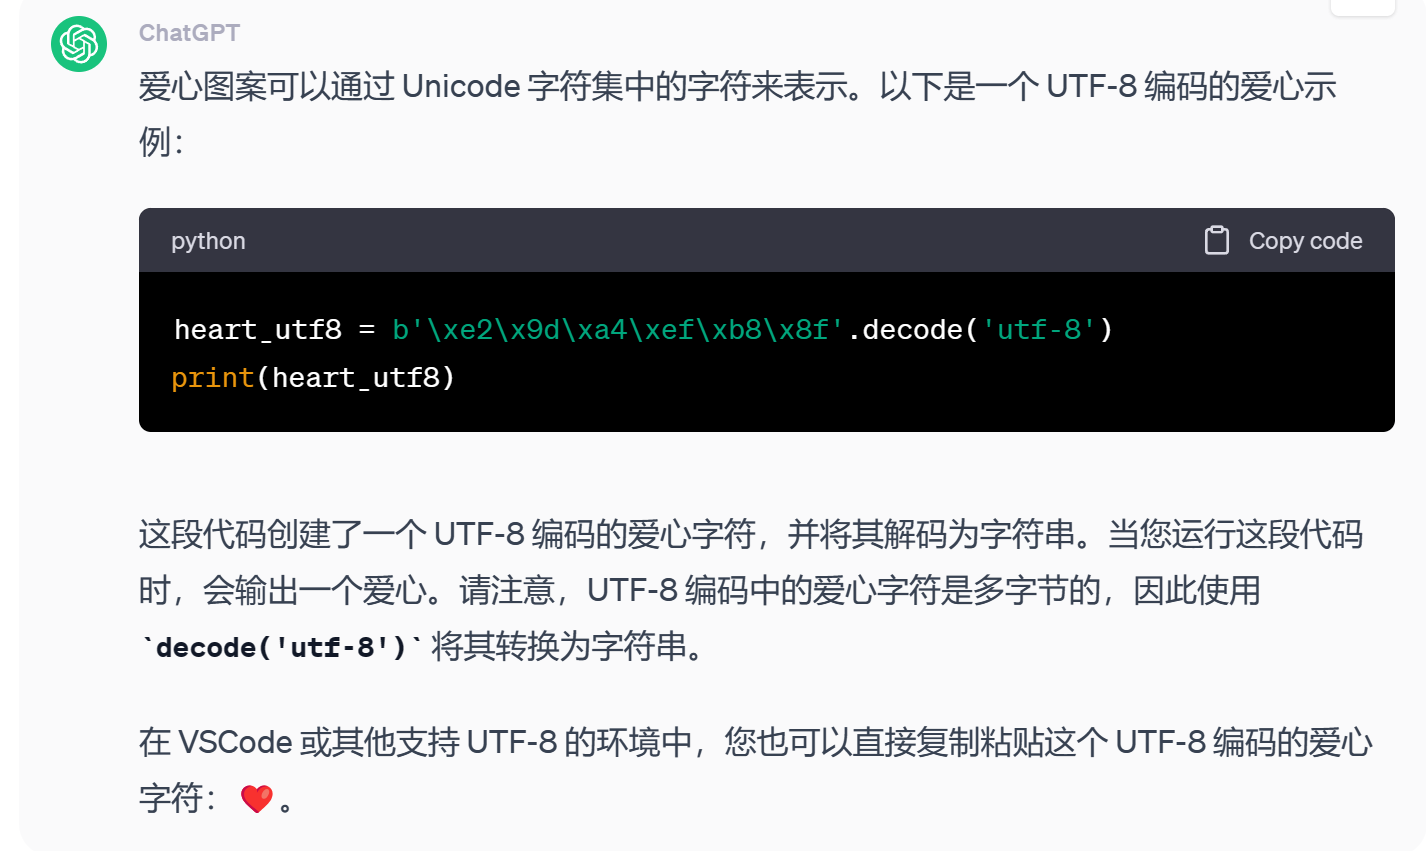 ChatGPT
爱心图案可以通过 Unicode 字符集中的字符来表示。以下是一个 UTF-8 编码的爱心示
例：
python
Copy code
heart_utf8 = b'\xe2\x9d\xa4\xef\xb8\x8f'.decode('utf-8')
print(heart_utf8)
这段代码创建了一个 UTF-8 编码的爱心字符，并将其解码为字符串。当您运行这段代码
时，会输出一个爱心。请注意，UTF-8 编码中的爱心字符是多字节的，因此使用
`decode('utf-8')` 将其转换为字符串。
在 VSCode 或其他支持 UTF-8 的环境中，您也可以直接复制粘贴这个 UTF-8 编码的爱心
字符：❤️。